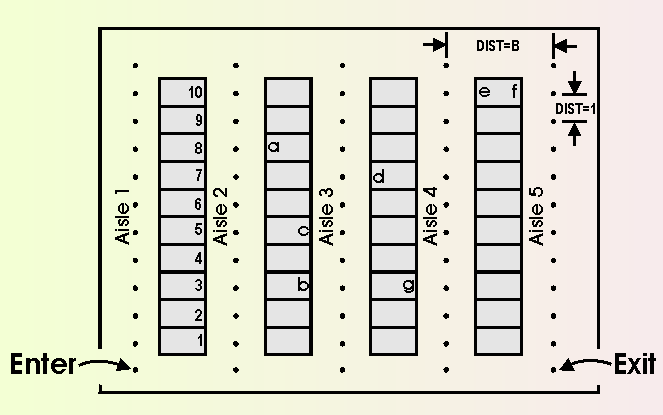 DIST=B
10
e f
9
DIST=1
8
a
7
d
6
5
c
4
3
b
g
2
1
Aisle 1
Aisle 2
Aisle 3
Aisle 4
Aisle 5
Enter
Exit